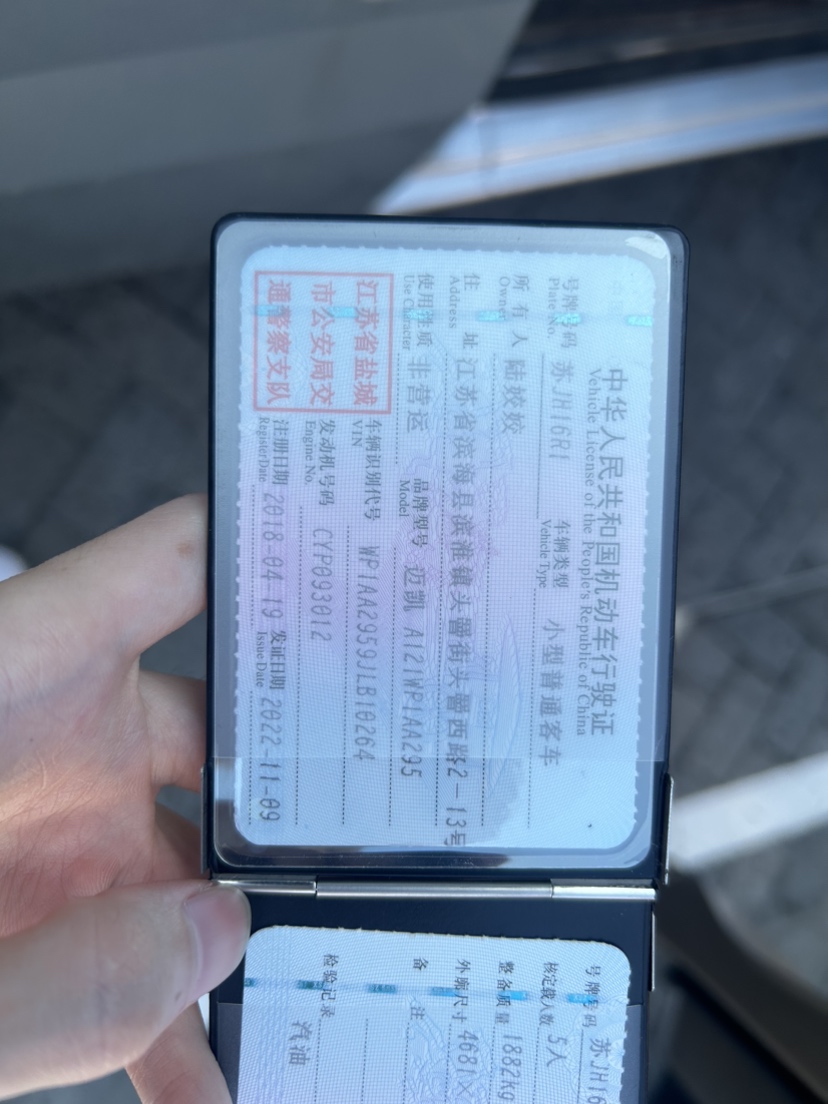 中华人民共和国机动车行驶证
Vehicle License of the People's Republic of China
号牌号码 苏JH16R1 车辆类型 小型普通客车
Plate No. Vehicle Type
所有人 陆姣姣
Owner
住址 江苏省滨海县滨淮镇头罾街头罾西路2-13号
Address
使用性质 非营运 品牌型号 迈凯 A121WP1AA295
Use Character Model
江苏省盐城
市公安局交
通警察支队
车辆识别代号 WP1AA2959JLB10264
VIN
发动机号码 CYP093012
Engine No.
注册日期 2018-04-19 发证日期 2022-11-09
Register Date Issue Date
号牌号码 苏JH16
核定载人数 5人
整备质量 1882kg
外廓尺寸 4681X
备注
检验记录 汽油